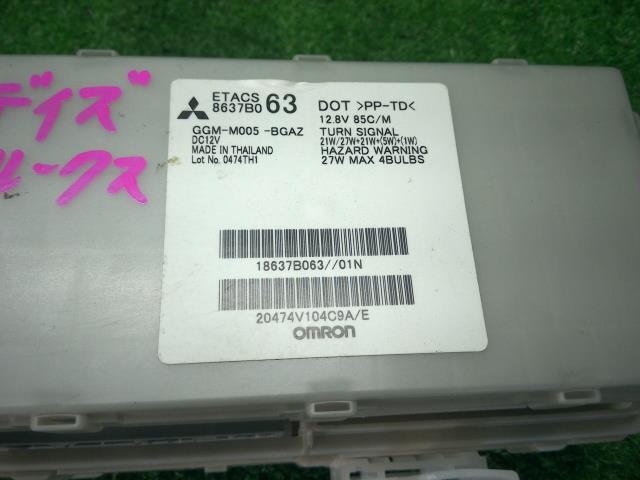 デイズ
ルークス
ETACS
8637B0 63
GGM-M005 -BGAZ
DC12V
MADE IN THAILAND
Lot No. 0474TH1
DOT >PP-TD<
12.8V 85C/M
TURN SIGNAL
21W/27W+21W+(5W)+(1W)
HAZARD WARNING
27W MAX 4BULBS
18637B063//01N
20474V104C9A/E
OMRON